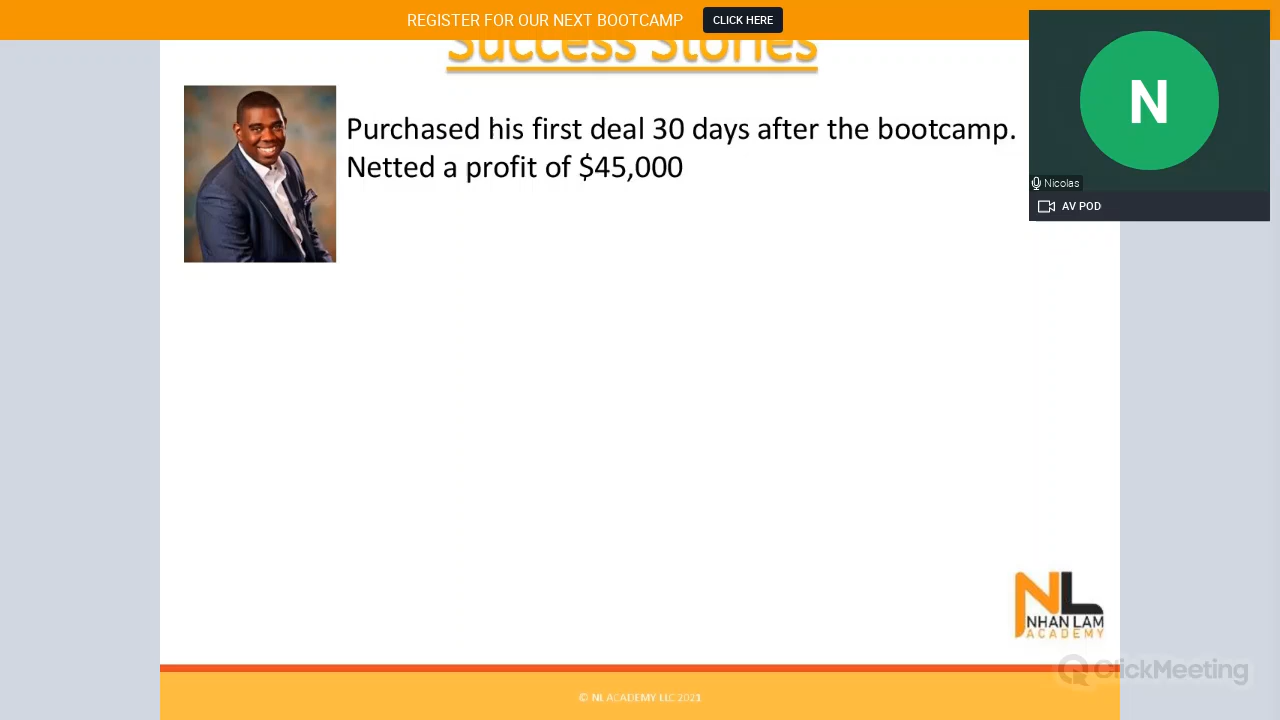 REGISTER FOR OUR NEXT BOOTCAMP CLICK HERE
Success Stories
Purchased his first deal 30 days after the bootcamp.
Netted a profit of $45,000
N
Nicolas
AV POD
NL
NHAN LAM
ACADEMY
ClickMeeting
© NL ACADEMY LLC 2021